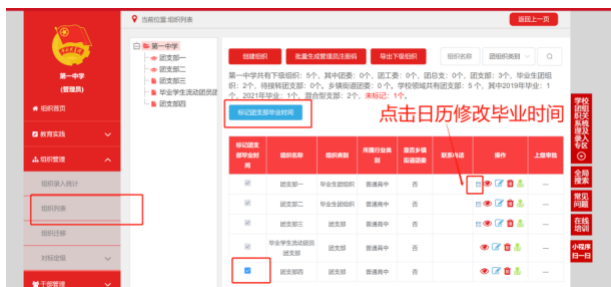 当前位置:组织列表
返回上一页
第一中学
(管理员)
组织首页
教育实践
组织管理
组织录入统计
组织列表
组织迁移
对标定级
干部管理
第一中学
团支部一
团支部二
团支部三
毕业学生流动团员团
团支部四
创建组织
批量生成管理员注册码
导出下级组织
组织名称
团组织类别
第一中学共有下级组织：5个，其中团委：0个、团工委：0个、团总支：0个、团支部：3个、毕业生团组
织：2个、待接转团支部：0个。乡镇街道团委：0 个。学校领域共有团支部：5 个，其中2019年毕业：1
个，2021年毕业：1个，混合型支部：2个，未标记：1个。
标记团支部毕业时间
点击日历修改毕业时间
标记团支部毕业时间
组织名称
组织类别
所属行业类别
是否乡镇街道团委
联系电话
操作
上级审批
团支部一 毕业生团组织 普通高中 否 —
团支部二 毕业生团组织 普通高中 否 —
团支部三 团支部 普通高中 否 —
毕业学生流动团员团支部 团支部 普通高中 否 —
团支部四 团支部 普通高中 否 —
学校团组织关系管理及录入专区
全局搜索
常见问题
在线培训
小程序扫一扫